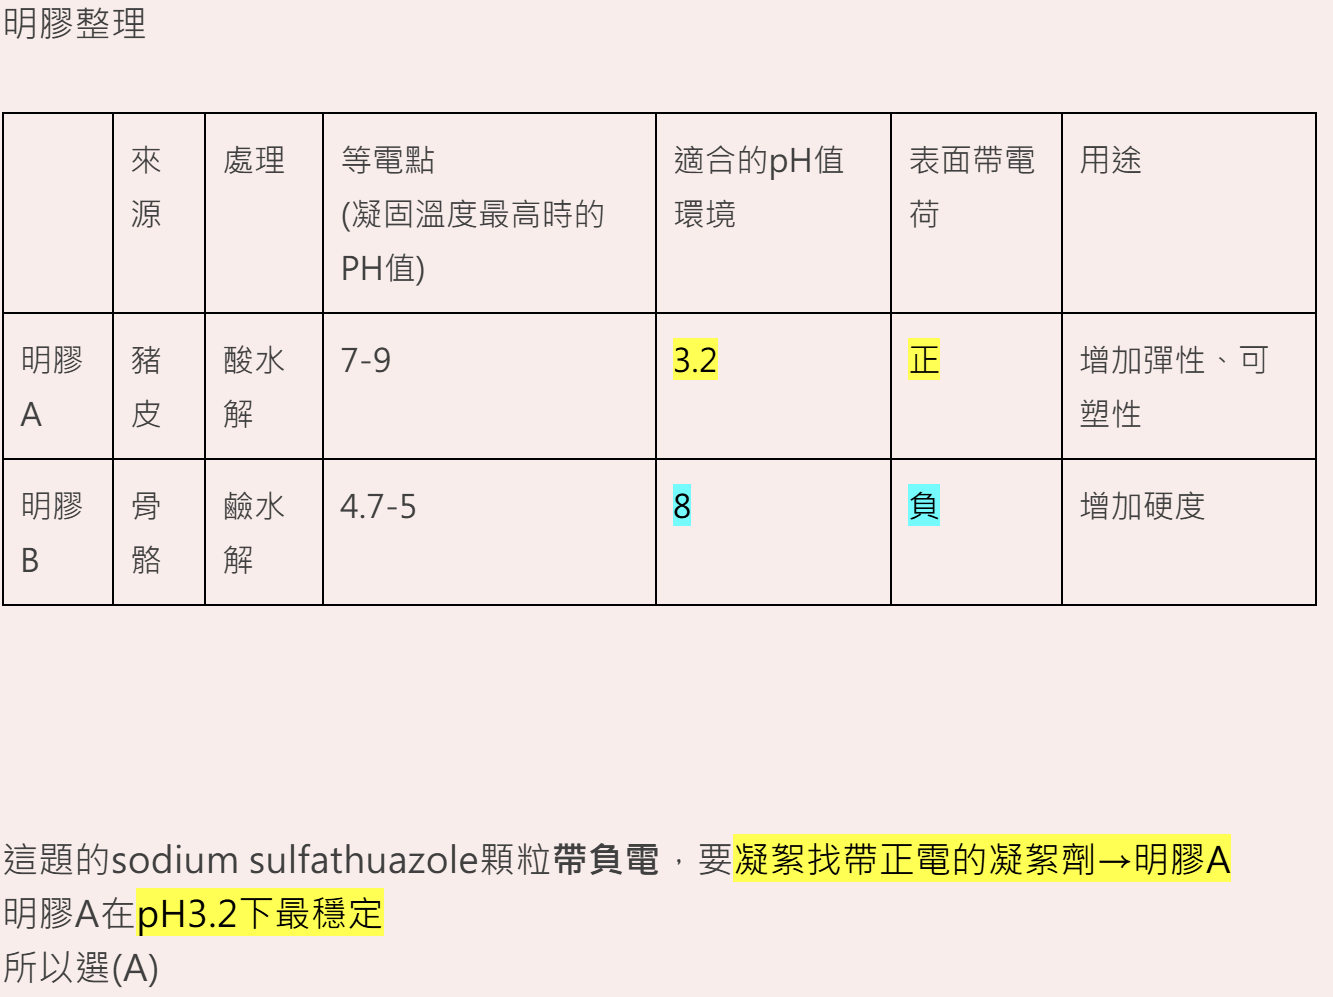 明膠整理
來
源
處理
等電點
(凝固溫度最高時的
PH值)
適合的pH值
環境
表面帶電
荷
用途
明膠
A
豬
皮
酸水
解
7-9
3.2
正
增加彈性、可
塑性
明膠
B
骨
骼
鹼水
解
4.7-5
8
負
增加硬度
這題的sodium sulfathuazole顆粒帶負電，要凝絮找帶正電的凝絮劑→明膠A
明膠A在pH3.2下最穩定
所以選(A)